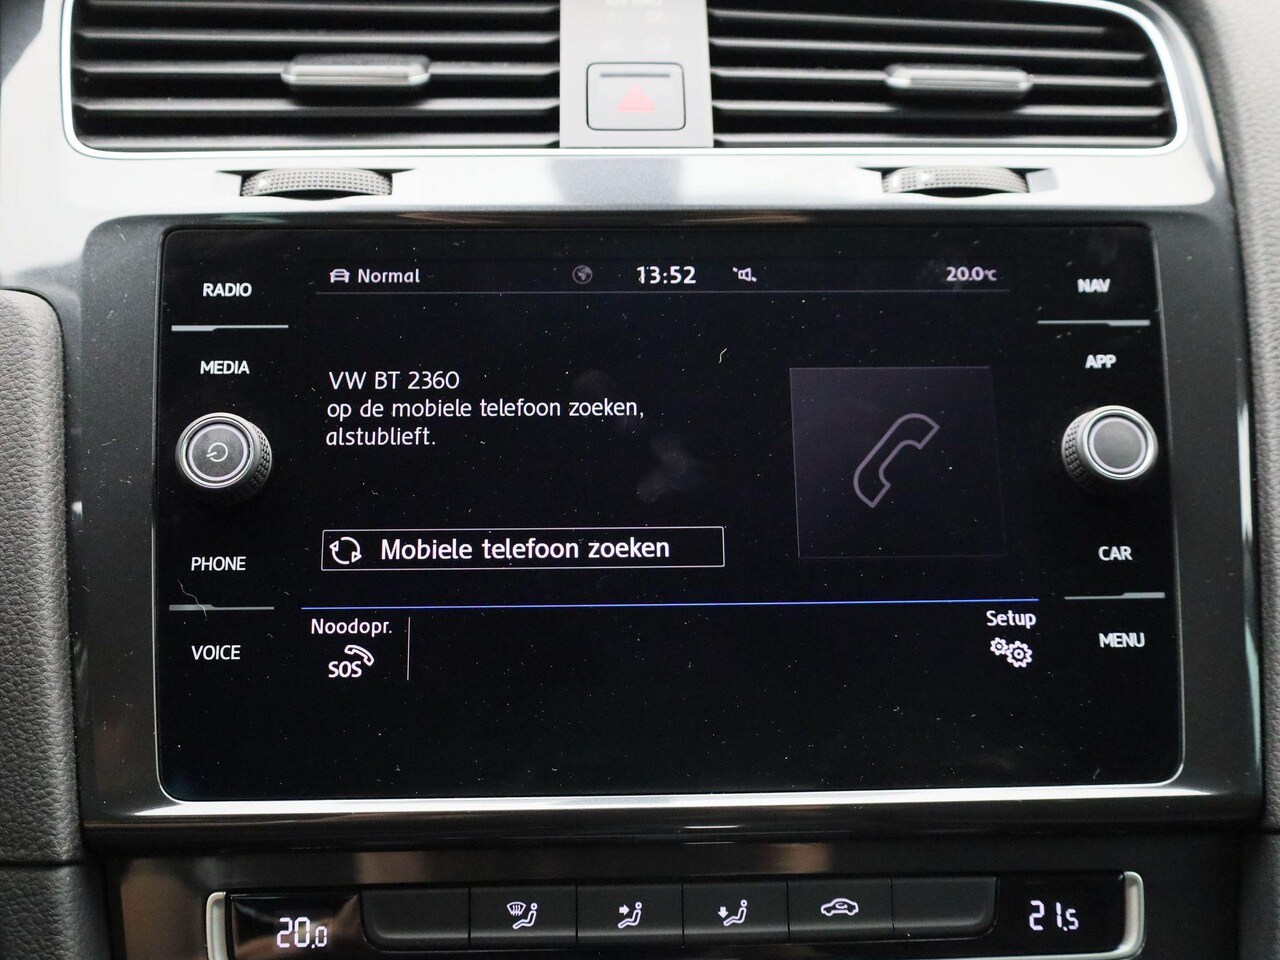 Normal 13:52 20.0°C
RADIO
MEDIA
PHONE
VOICE
VW BT 2360
op de mobiele telefoon zoeken,
alstublieft.
Mobiele telefoon zoeken
Noodopr.
SOS
Setup
NAV
APP
CAR
MENU
20.0
21.5